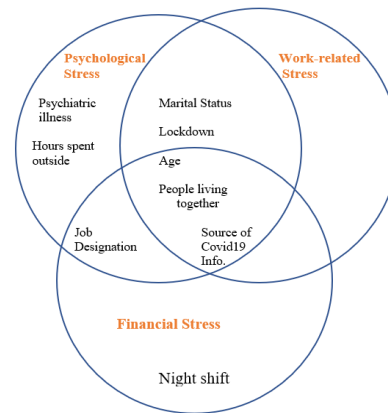 Psychological
Stress
Work-related
Stress
Psychiatric
illness
Hours spent
outside
Marital Status
Lockdown
Age
People living
together
Job
Designation
Source of
Covid19
Info.
Financial Stress
Night shift